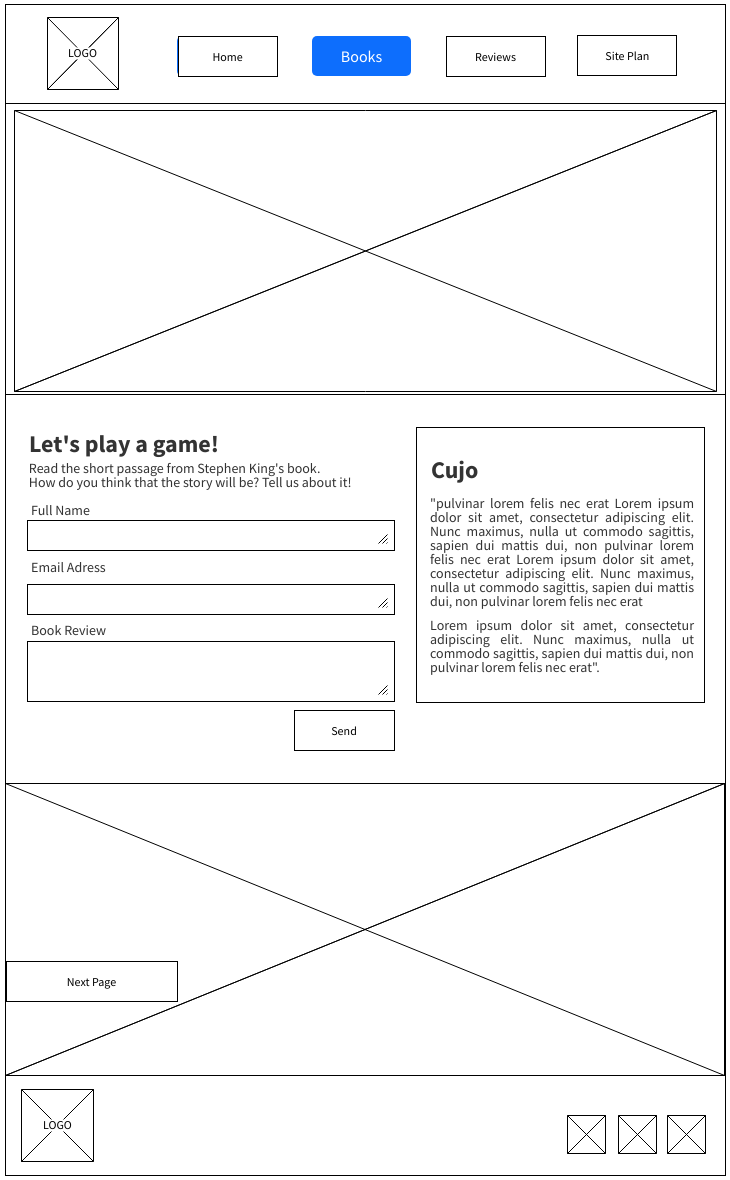 LOGO
Home
Books
Reviews
Site Plan
Let's play a game!
Read the short passage from Stephen King's book.
How do you think that the story will be? Tell us about it!
Full Name
Email Adress
Book Review
Send
Cujo
"pulvinar lorem felis nec erat Lorem ipsum
dolor sit amet, consectetur adipiscing elit.
Nunc maximus, nulla ut commodo sagittis,
sapien dui mattis dui, non pulvinar lorem
felis nec erat Lorem ipsum dolor sit amet,
consectetur adipiscing elit. Nunc maximus,
nulla ut commodo sagittis, sapien dui mattis
dui, non pulvinar lorem felis nec erat
Lorem ipsum dolor sit amet, consectetur
adipiscing elit. Nunc maximus, nulla ut
commodo sagittis, sapien dui mattis dui, non
pulvinar lorem felis nec erat".
Next Page
LOGO